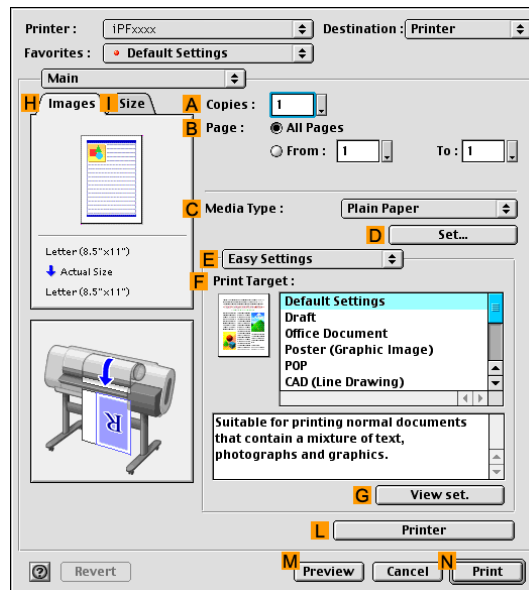 Printer : iPFxxxx Destination : Printer
Favorites : Default Settings
Main
H Images I Size
A Copies : 1
B Page : All Pages
From : 1 To : 1
C Media Type : Plain Paper
D Set...
Letter (8.5"x11")
Actual Size
Letter (8.5"x11")
E Easy Settings
F Print Target :
Default Settings
Draft
Office Document
Poster (Graphic Image)
POP
CAD (Line Drawing)
R
Suitable for printing normal documents
that contain a mixture of text,
photographs and graphics.
G View set.
L Printer
? Revert M Preview Cancel N Print